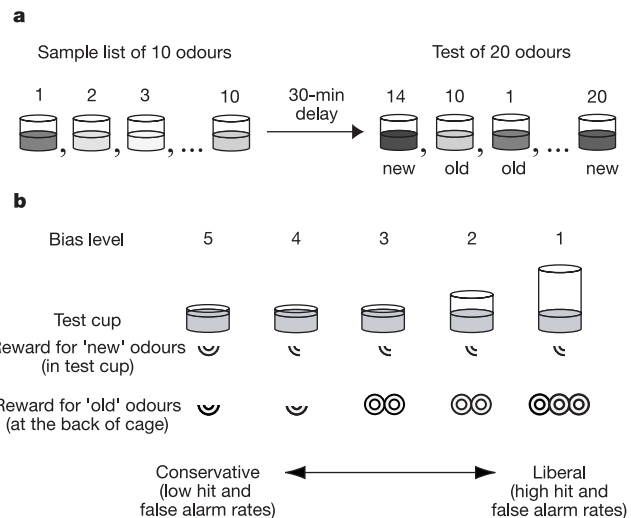 a
Sample list of 10 odours
Test of 20 odours
1 2 3 10
30-min
delay
14 10 1 20
, , , ...
, , , ...
new old old new
b
Bias level 5 4 3 2 1
Test cup
Reward for 'new' odours
(in test cup)
Reward for 'old' odours
(at the back of cage)
Conservative
(low hit and
false alarm rates)
Liberal
(high hit and
false alarm rates)